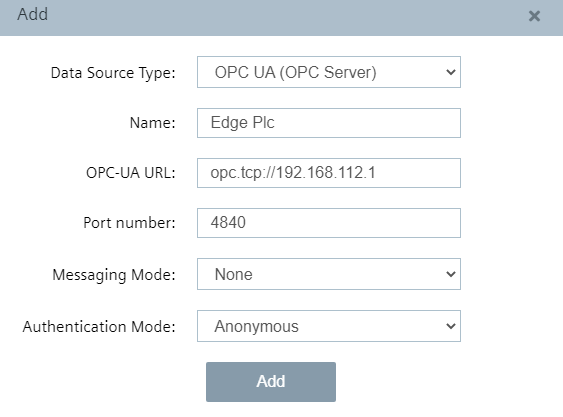 Add
Data Source Type: OPC UA (OPC Server)
Name: Edge Plc
OPC-UA URL: opc.tcp://192.168.112.1
Port number: 4840
Messaging Mode: None
Authentication Mode: Anonymous
Add